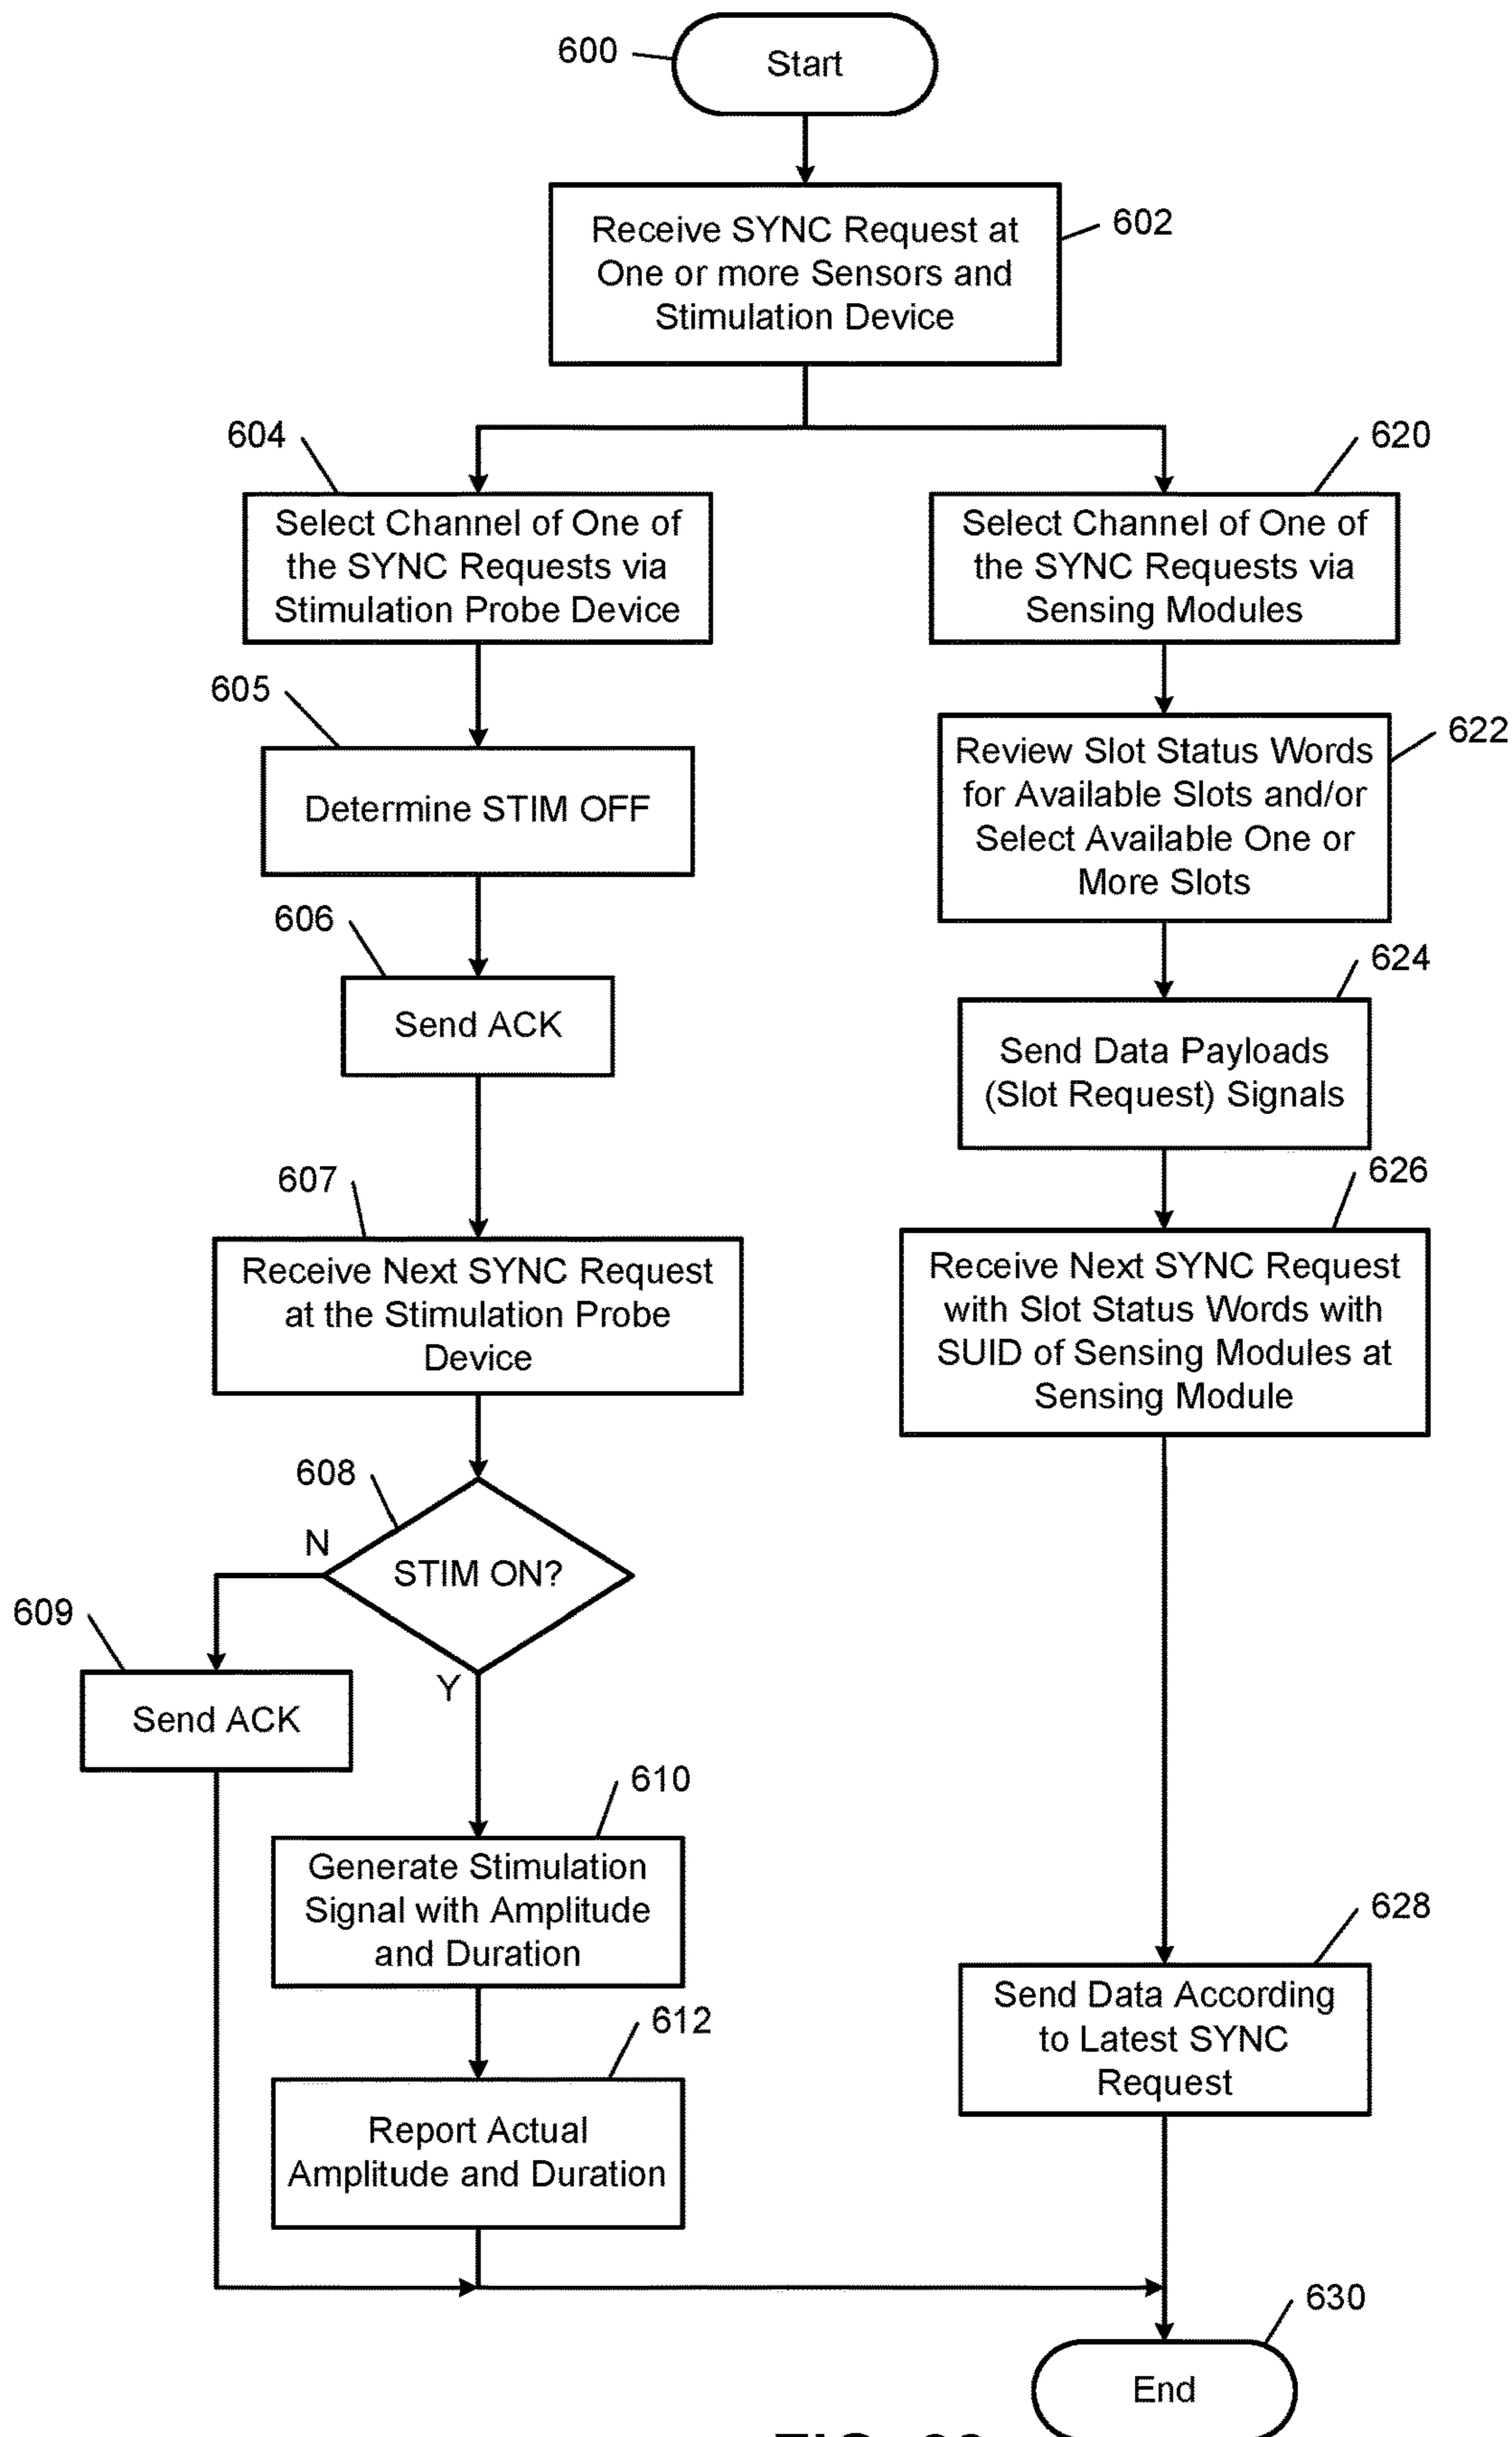 600
Start
Receive SYNC Request at
One or more Sensors and
Stimulation Device
602
604
Select Channel of One of
the SYNC Requests via
Stimulation Probe Device
605
Determine STIM OFF
606
Send ACK
607
Receive Next SYNC Request
at the Stimulation Probe
Device
608
STIM ON?
N
Y
609
Send ACK
610
Generate Stimulation
Signal with Amplitude
and Duration
612
Report Actual
Amplitude and Duration
620
Select Channel of One of
the SYNC Requests via
Sensing Modules
622
Review Slot Status Words
for Available Slots and/or
Select Available One or
More Slots
624
Send Data Payloads
(Slot Request) Signals
626
Receive Next SYNC Request
with Slot Status Words with
SUID of Sensing Modules at
Sensing Module
628
Send Data According
to Latest SYNC
Request
630
End